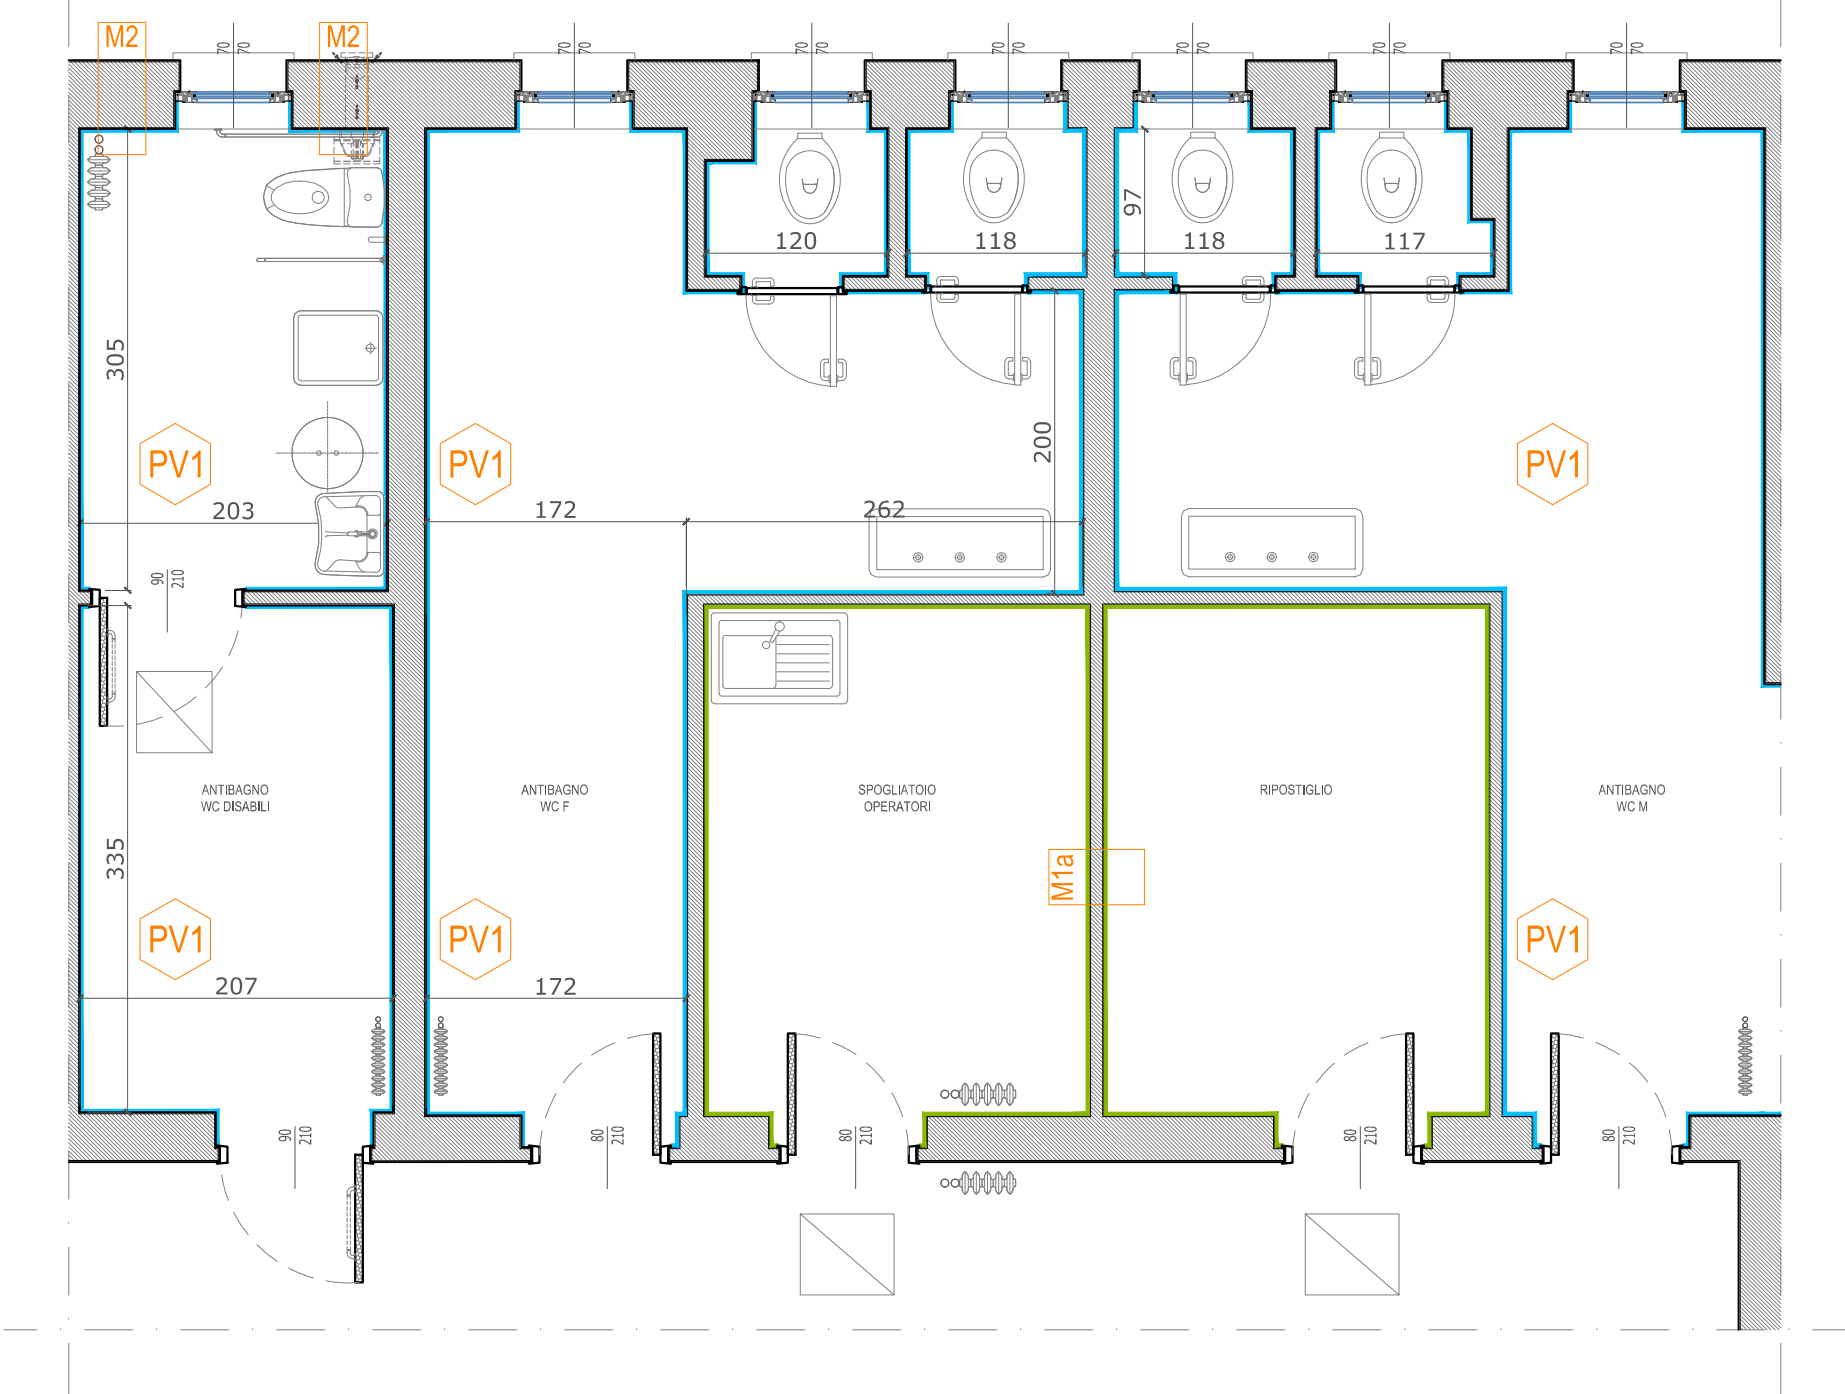 M2
M2
70
70
70
70
70
70
70
70
70
70
70
70
70
70
97
120
118
118
117
305
200
PV1
PV1
PV1
203
172
262
90
210
ANTIBAGNO
WC DISABILI
ANTIBAGNO
WC F
SPOGLIATOIO
OPERATORI
RIPOSTIGLIO
ANTIBAGNO
WC M
335
M1a
PV1
PV1
PV1
207
172
90
210
80
210
80
210
80
210
80
210